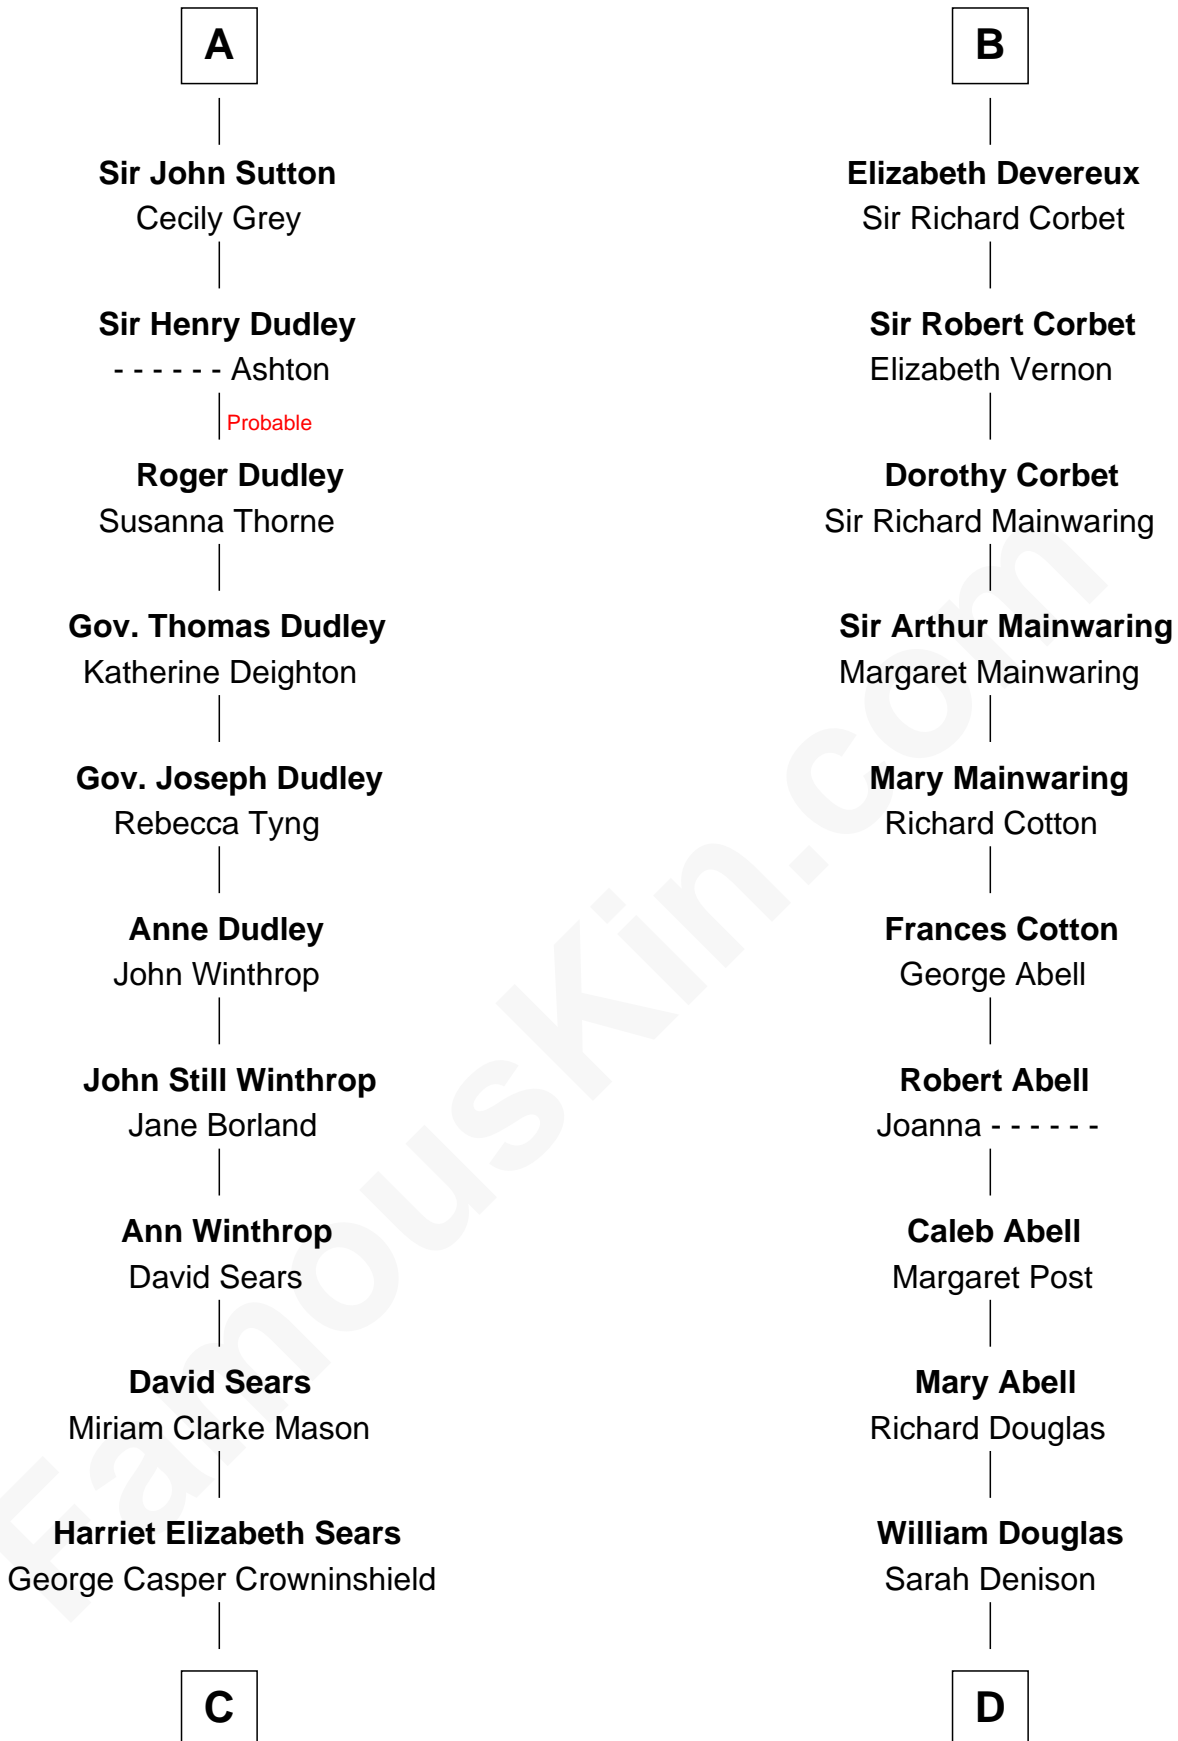 A
Sir John Sutton
Cecily Grey
Sir Henry Dudley
- - - - - - Ashton
Probable
Roger Dudley
Susanna Thorne
Gov. Thomas Dudley
Katherine Deighton
Gov. Joseph Dudley
Rebecca Tyng
Anne Dudley
John Winthrop
John Still Winthrop
Jane Borland
Ann Winthrop
David Sears
David Sears
Miriam Clarke Mason
Harriet Elizabeth Sears
George Casper Crowninshield
C
B
Elizabeth Devereux
Sir Richard Corbet
Sir Robert Corbet
Elizabeth Vernon
Dorothy Corbet
Sir Richard Mainwaring
Sir Arthur Mainwaring
Margaret Mainwaring
Mary Mainwaring
Richard Cotton
Frances Cotton
George Abell
Robert Abell
Joanna - - - - - -
Caleb Abell
Margaret Post
Mary Abell
Richard Douglas
William Douglas
Sarah Denison
D
FamousKin.com